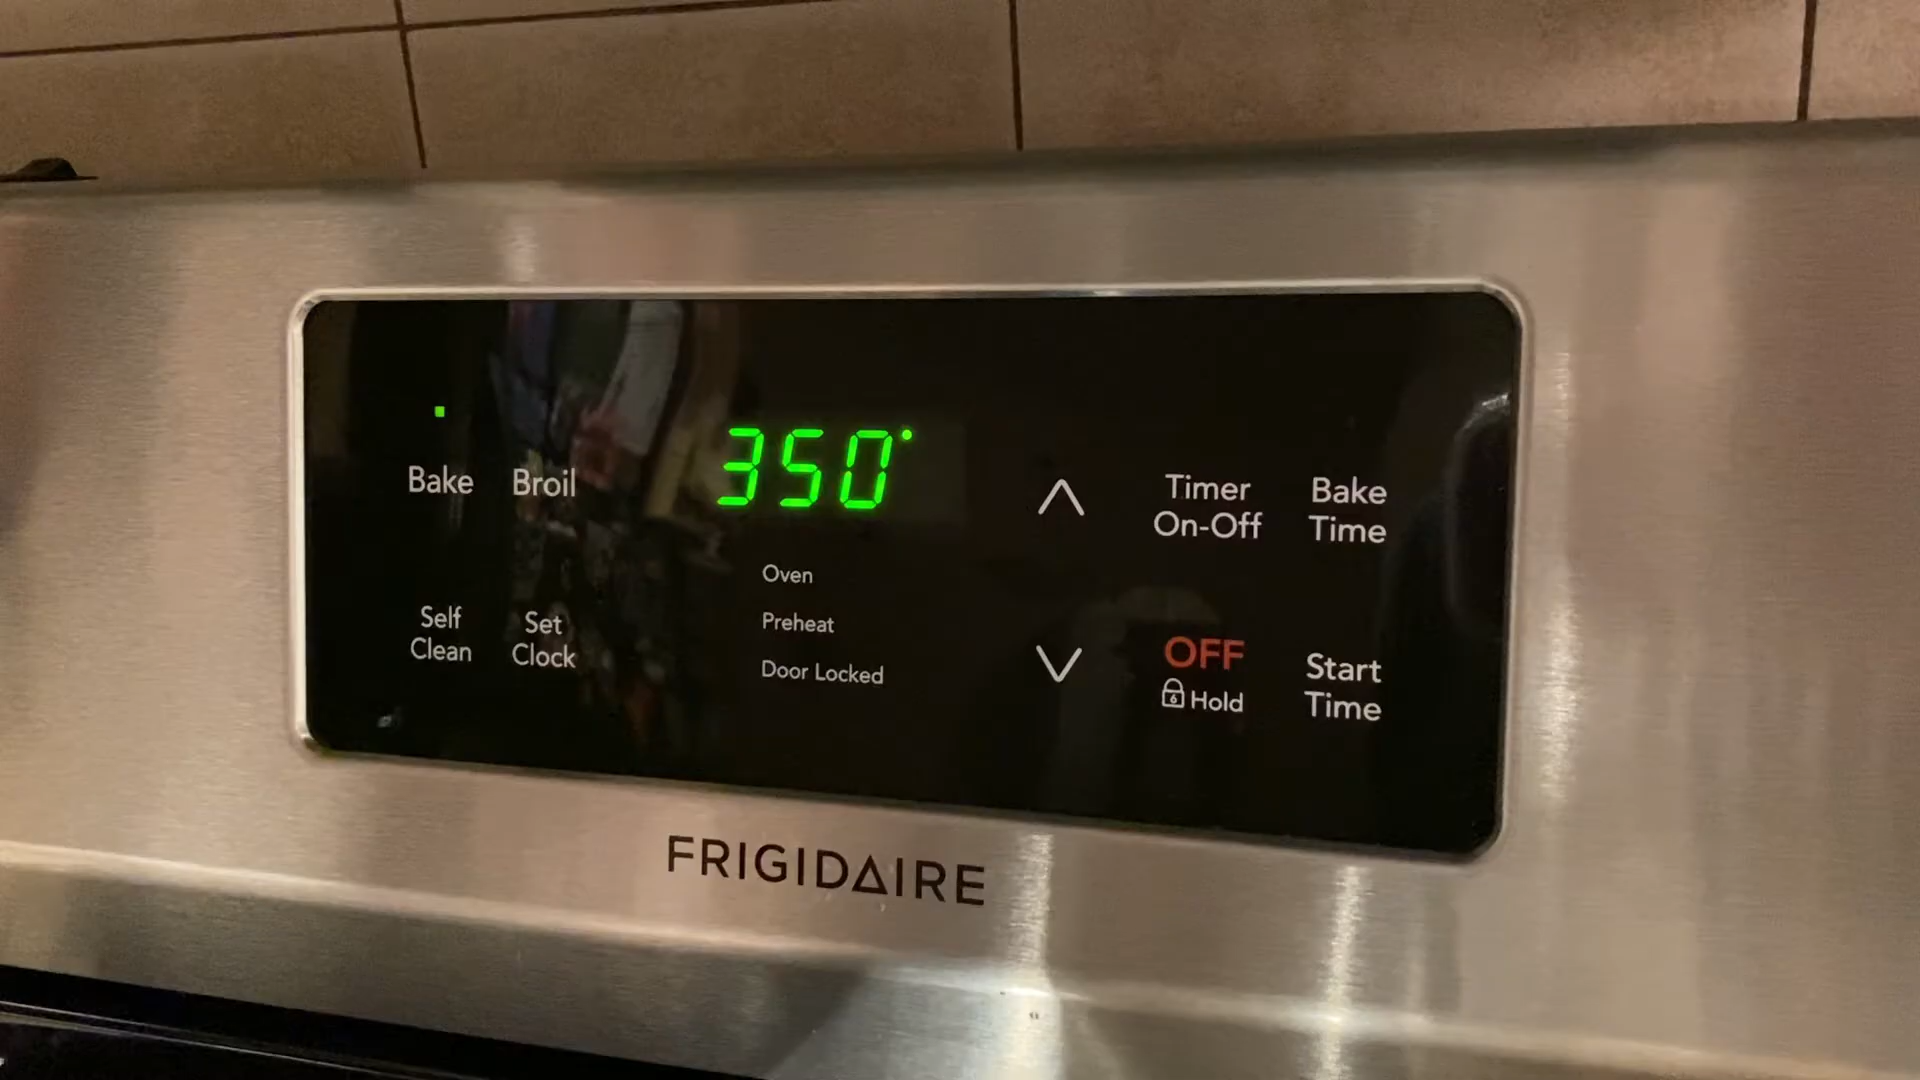 350°
Bake
Broil
Timer
On-Off
Bake
Time
Oven
Preheat
Door Locked
Self
Clean
Set
Clock
OFF
Hold
Start
Time
FRIGIDAIRE